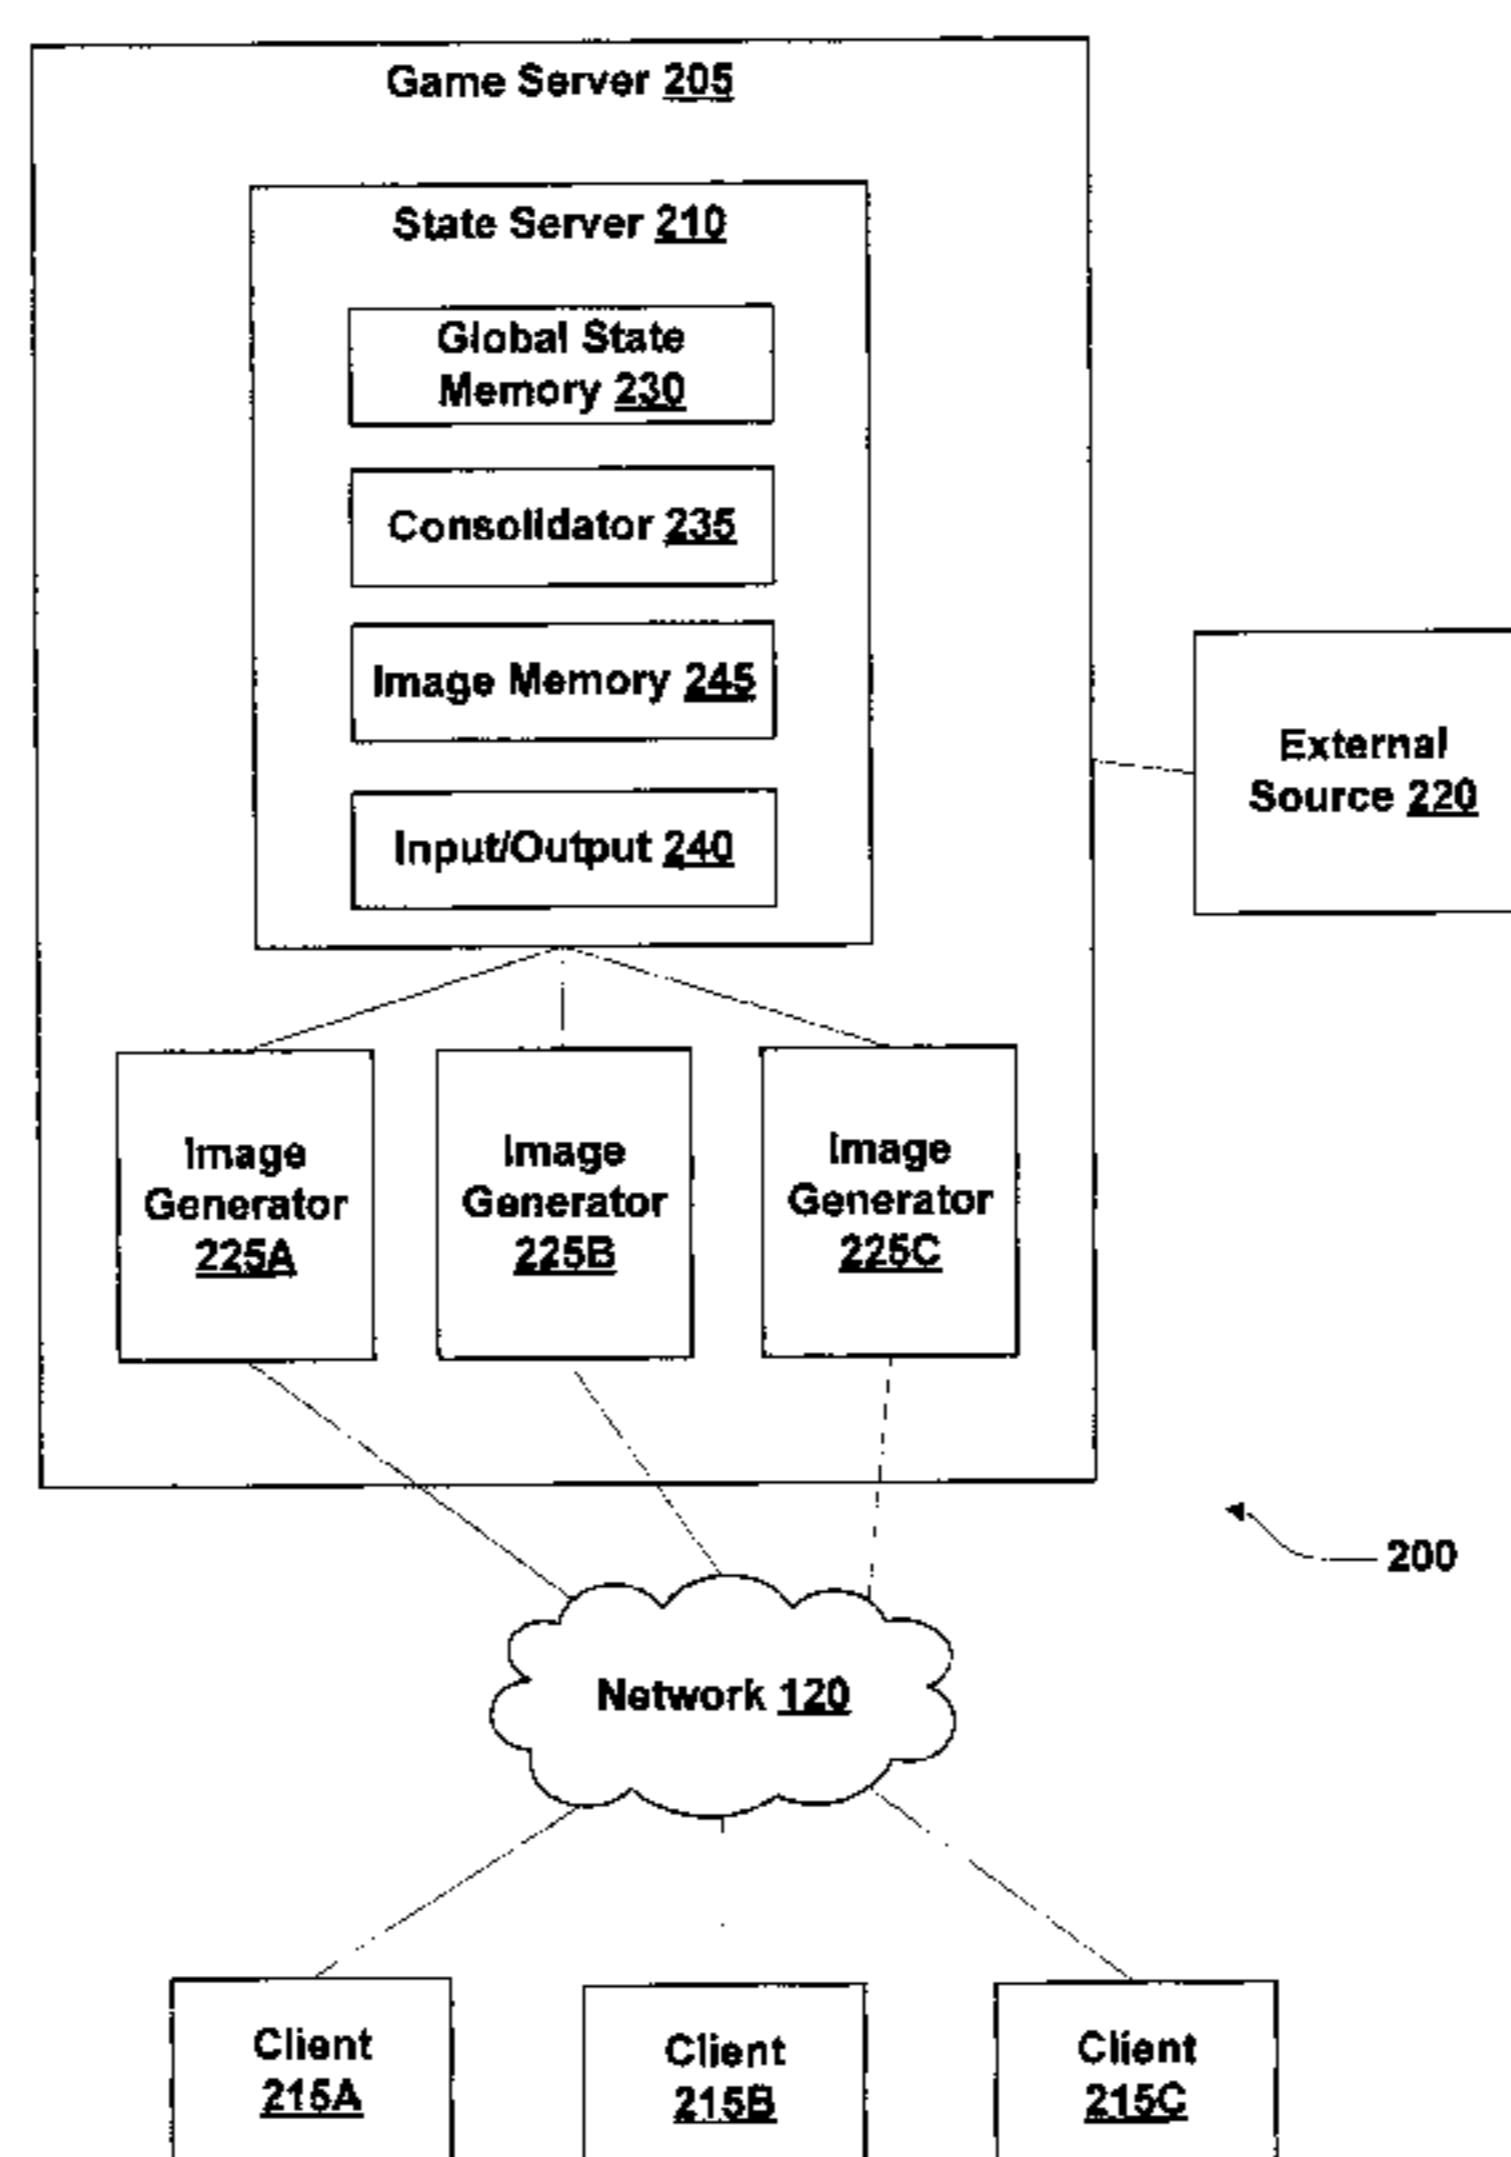 Game Server 205
State Server 210
Global State
Memory 230
Consolidator 235
Image Memory 245
Input/Output 240
External
Source 220
Image
Generator
225A
Image
Generator
225B
Image
Generator
225C
200
Network 120
Client
215A
Client
215B
Client
215C